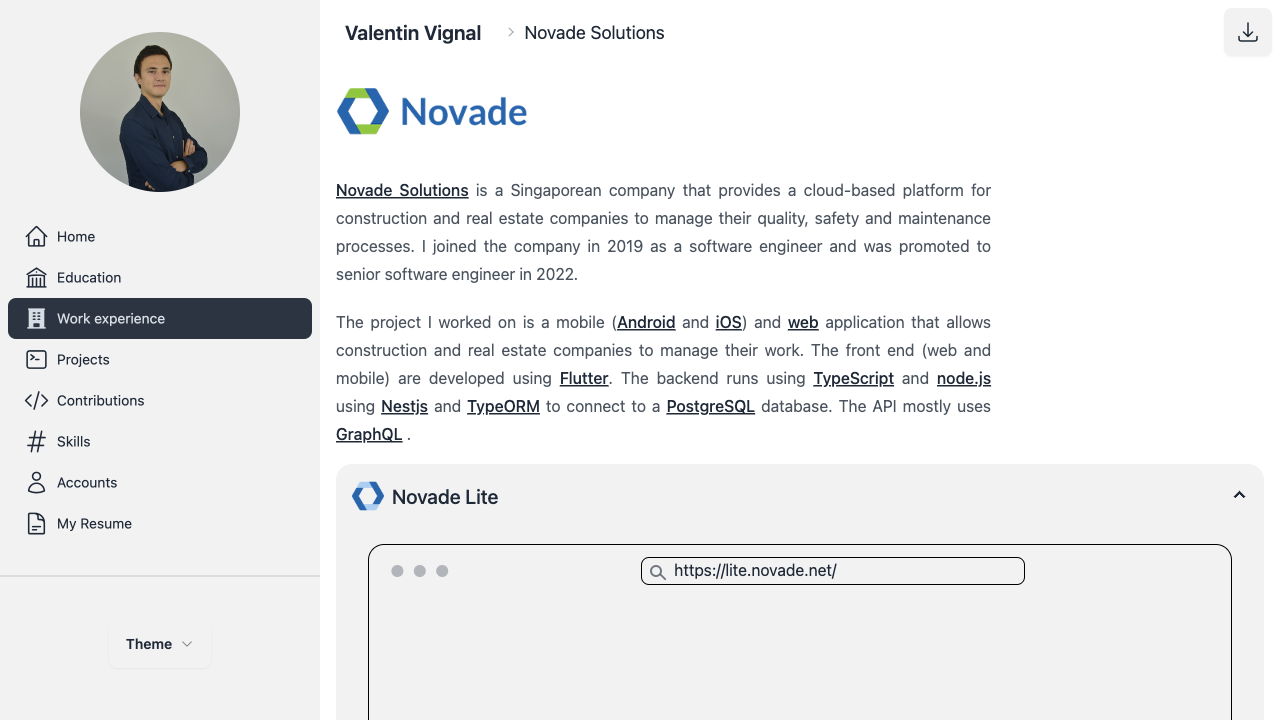 Valentin Vignal
Novade Solutions
Novade
Novade Solutions is a Singaporean company that provides a cloud-based platform for
construction and real estate companies to manage their quality, safety and maintenance
processes. I joined the company in 2019 as a software engineer and was promoted to
senior software engineer in 2022.
The project I worked on is a mobile (Android and iOS) and web application that allows
construction and real estate companies to manage their work. The front end (web and
mobile) are developed using Flutter. The backend runs using TypeScript and node.js
using Nestjs and TypeORM to connect to a PostgreSQL database. The API mostly uses
GraphQL .
Novade Lite
https://lite.novade.net/
Home
Education
Work experience
Projects
Contributions
Skills
Accounts
My Resume
Theme